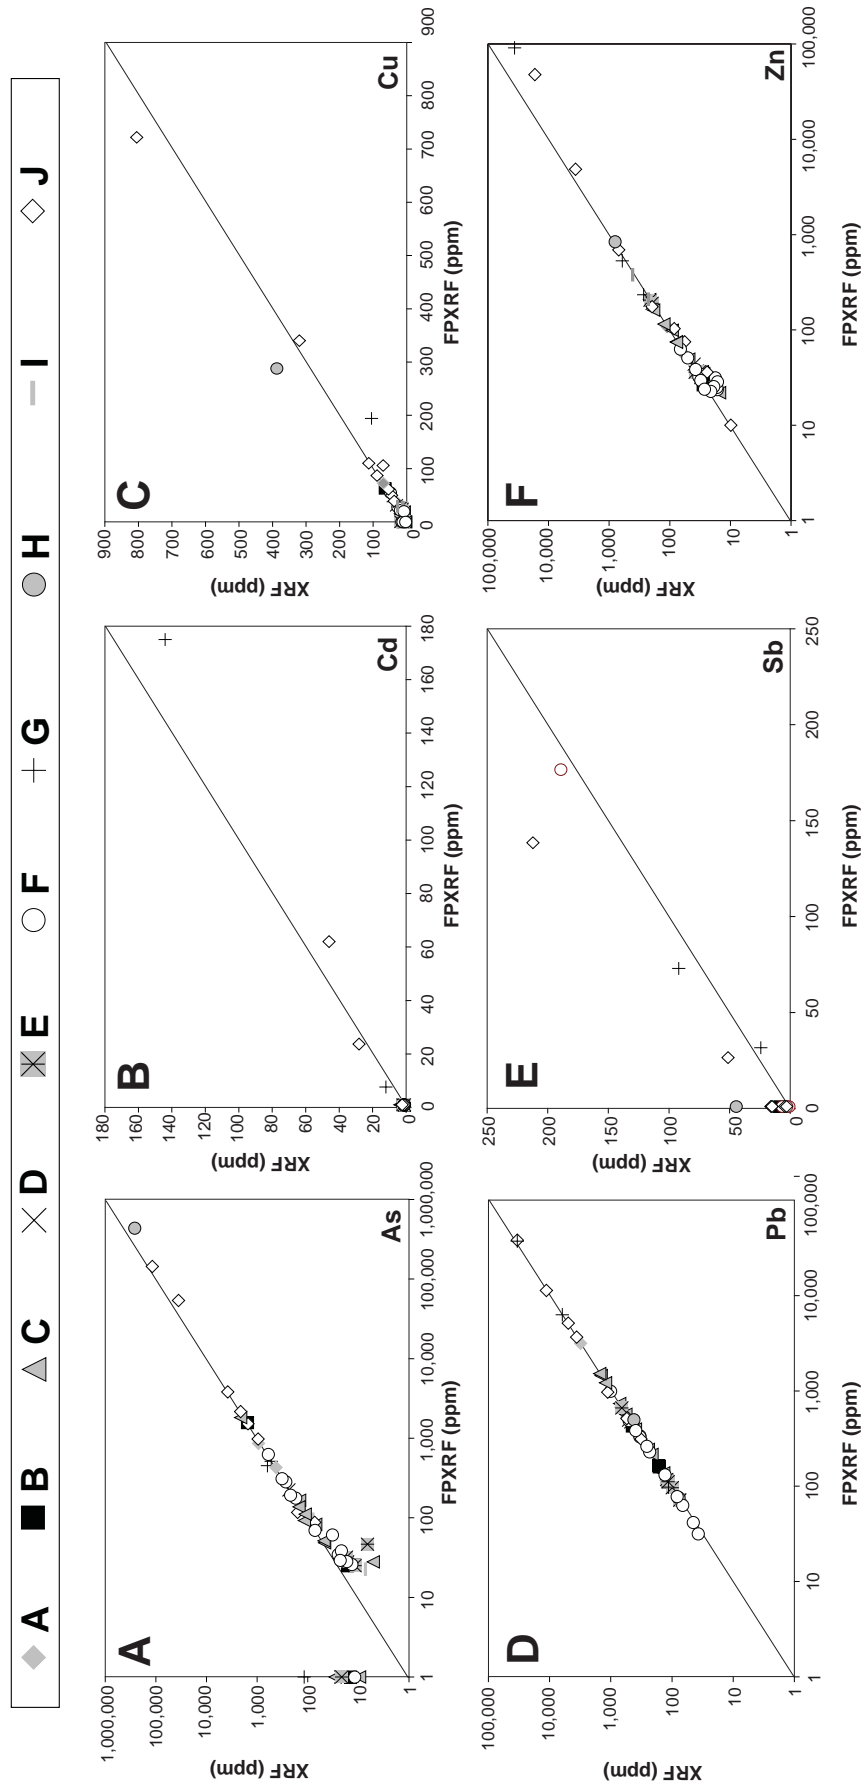 A B C D E F G H I J
A
As
XRF (ppm)
1,000,000
100,000
10,000
1,000
100
10
1
1 10 100 1,000 10,000 100,000 1,000,000
FPXRF (ppm)
B
Cd
XRF (ppm)
180
160
140
120
100
80
60
40
20
0
0 20 40 60 80 100 120 140 160 180
FPXRF (ppm)
C
Cu
XRF (ppm)
900
800
700
600
500
400
300
200
100
0
0 100 200 300 400 500 600 700 800 900
FPXRF (ppm)
D
Pb
XRF (ppm)
100,000
10,000
1,000
100
10
1
1 10 100 1,000 10,000 100,000
FPXRF (ppm)
E
Sb
XRF (ppm)
250
200
150
100
50
0
0 50 100 150 200 250
FPXRF (ppm)
F
Zn
XRF (ppm)
100,000
10,000
1,000
100
10
1
1 10 100 1,000 10,000 100,000
FPXRF (ppm)